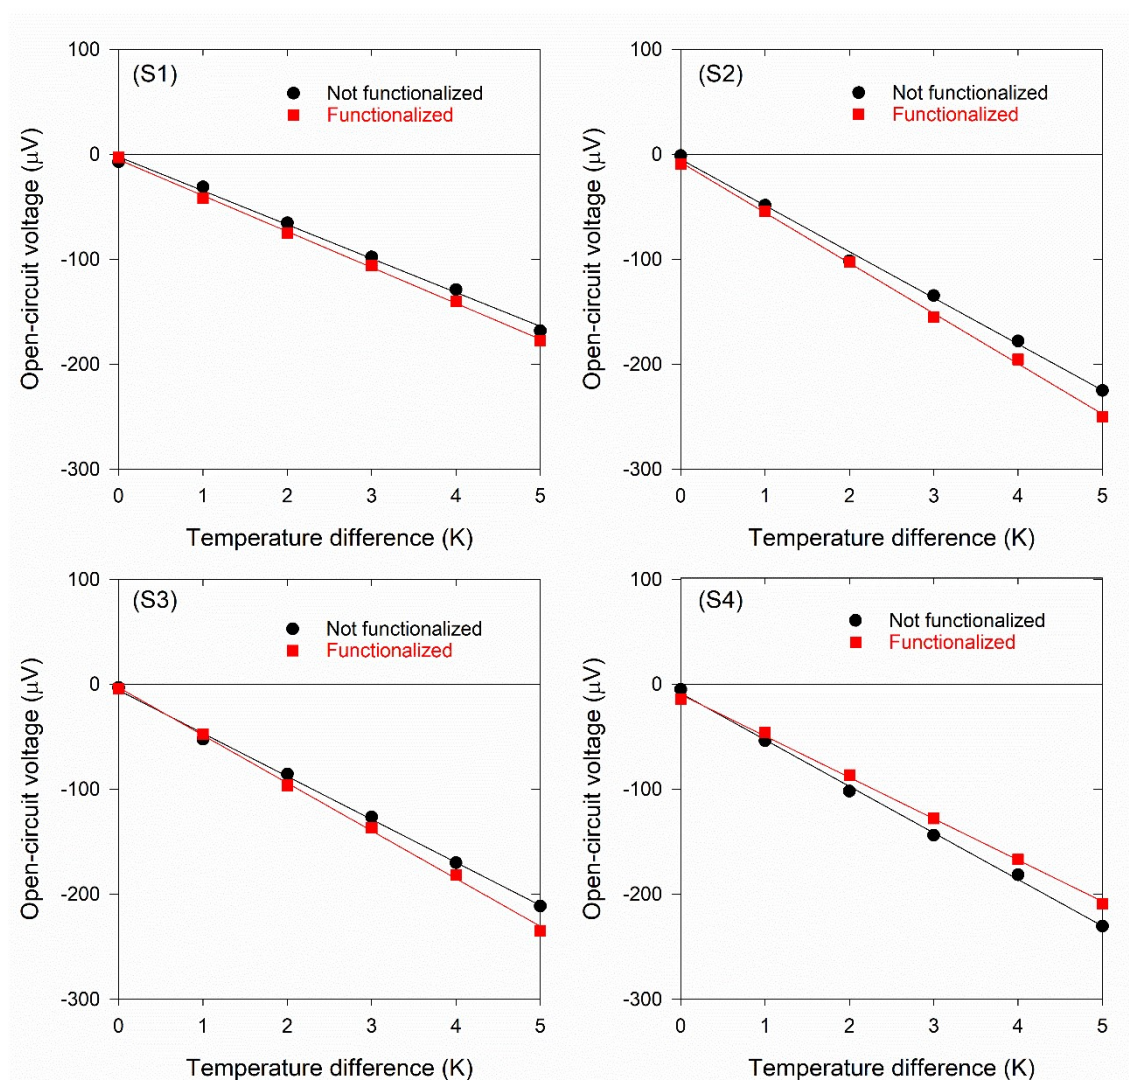 (S1)
Not functionalized
Functionalized
Open-circuit voltage (μV)
100
0
-100
-200
-300
0 1 2 3 4 5
Temperature difference (K)
(S2)
Not functionalized
Functionalized
Open-circuit voltage (μV)
100
0
-100
-200
-300
0 1 2 3 4 5
Temperature difference (K)
(S3)
Not functionalized
Functionalized
Open-circuit voltage (μV)
100
0
-100
-200
-300
0 1 2 3 4 5
Temperature difference (K)
(S4)
Not functionalized
Functionalized
Open-circuit voltage (μV)
100
0
-100
-200
-300
0 1 2 3 4 5
Temperature difference (K)